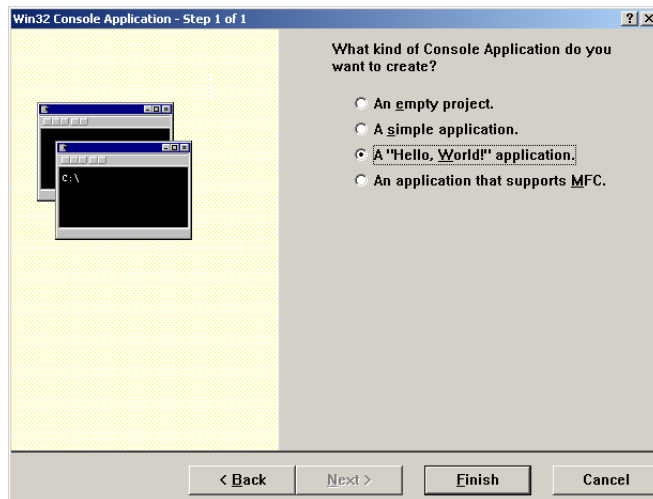 Win32 Console Application - Step 1 of 1
What kind of Console Application do you
want to create?
An empty project.
A simple application.
A "Hello, World!" application.
An application that supports MFC.
C:\
< Back
Next >
Finish
Cancel